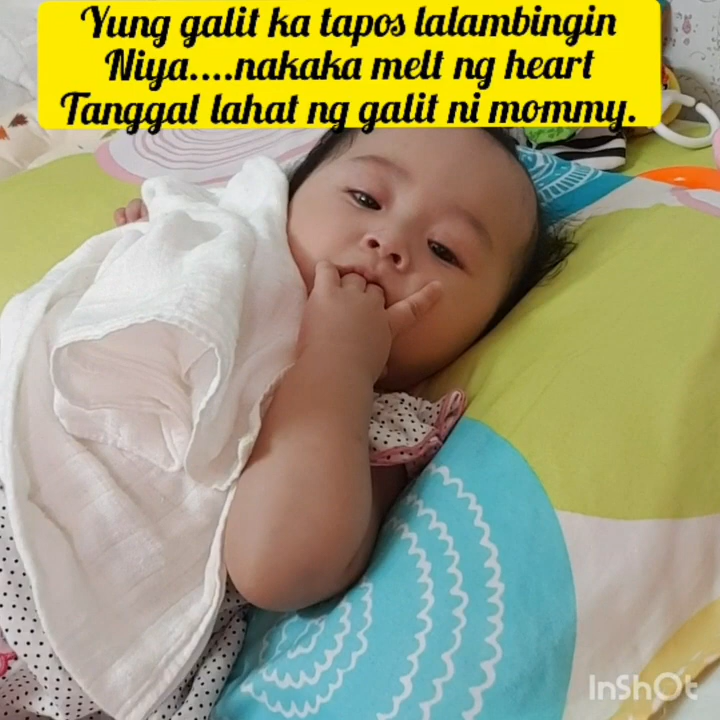 Yung galit ka tapos lalambingin
Niya....nakaka melt ng heart
Tanggal lahat ng galit ni mommy.
InShOt